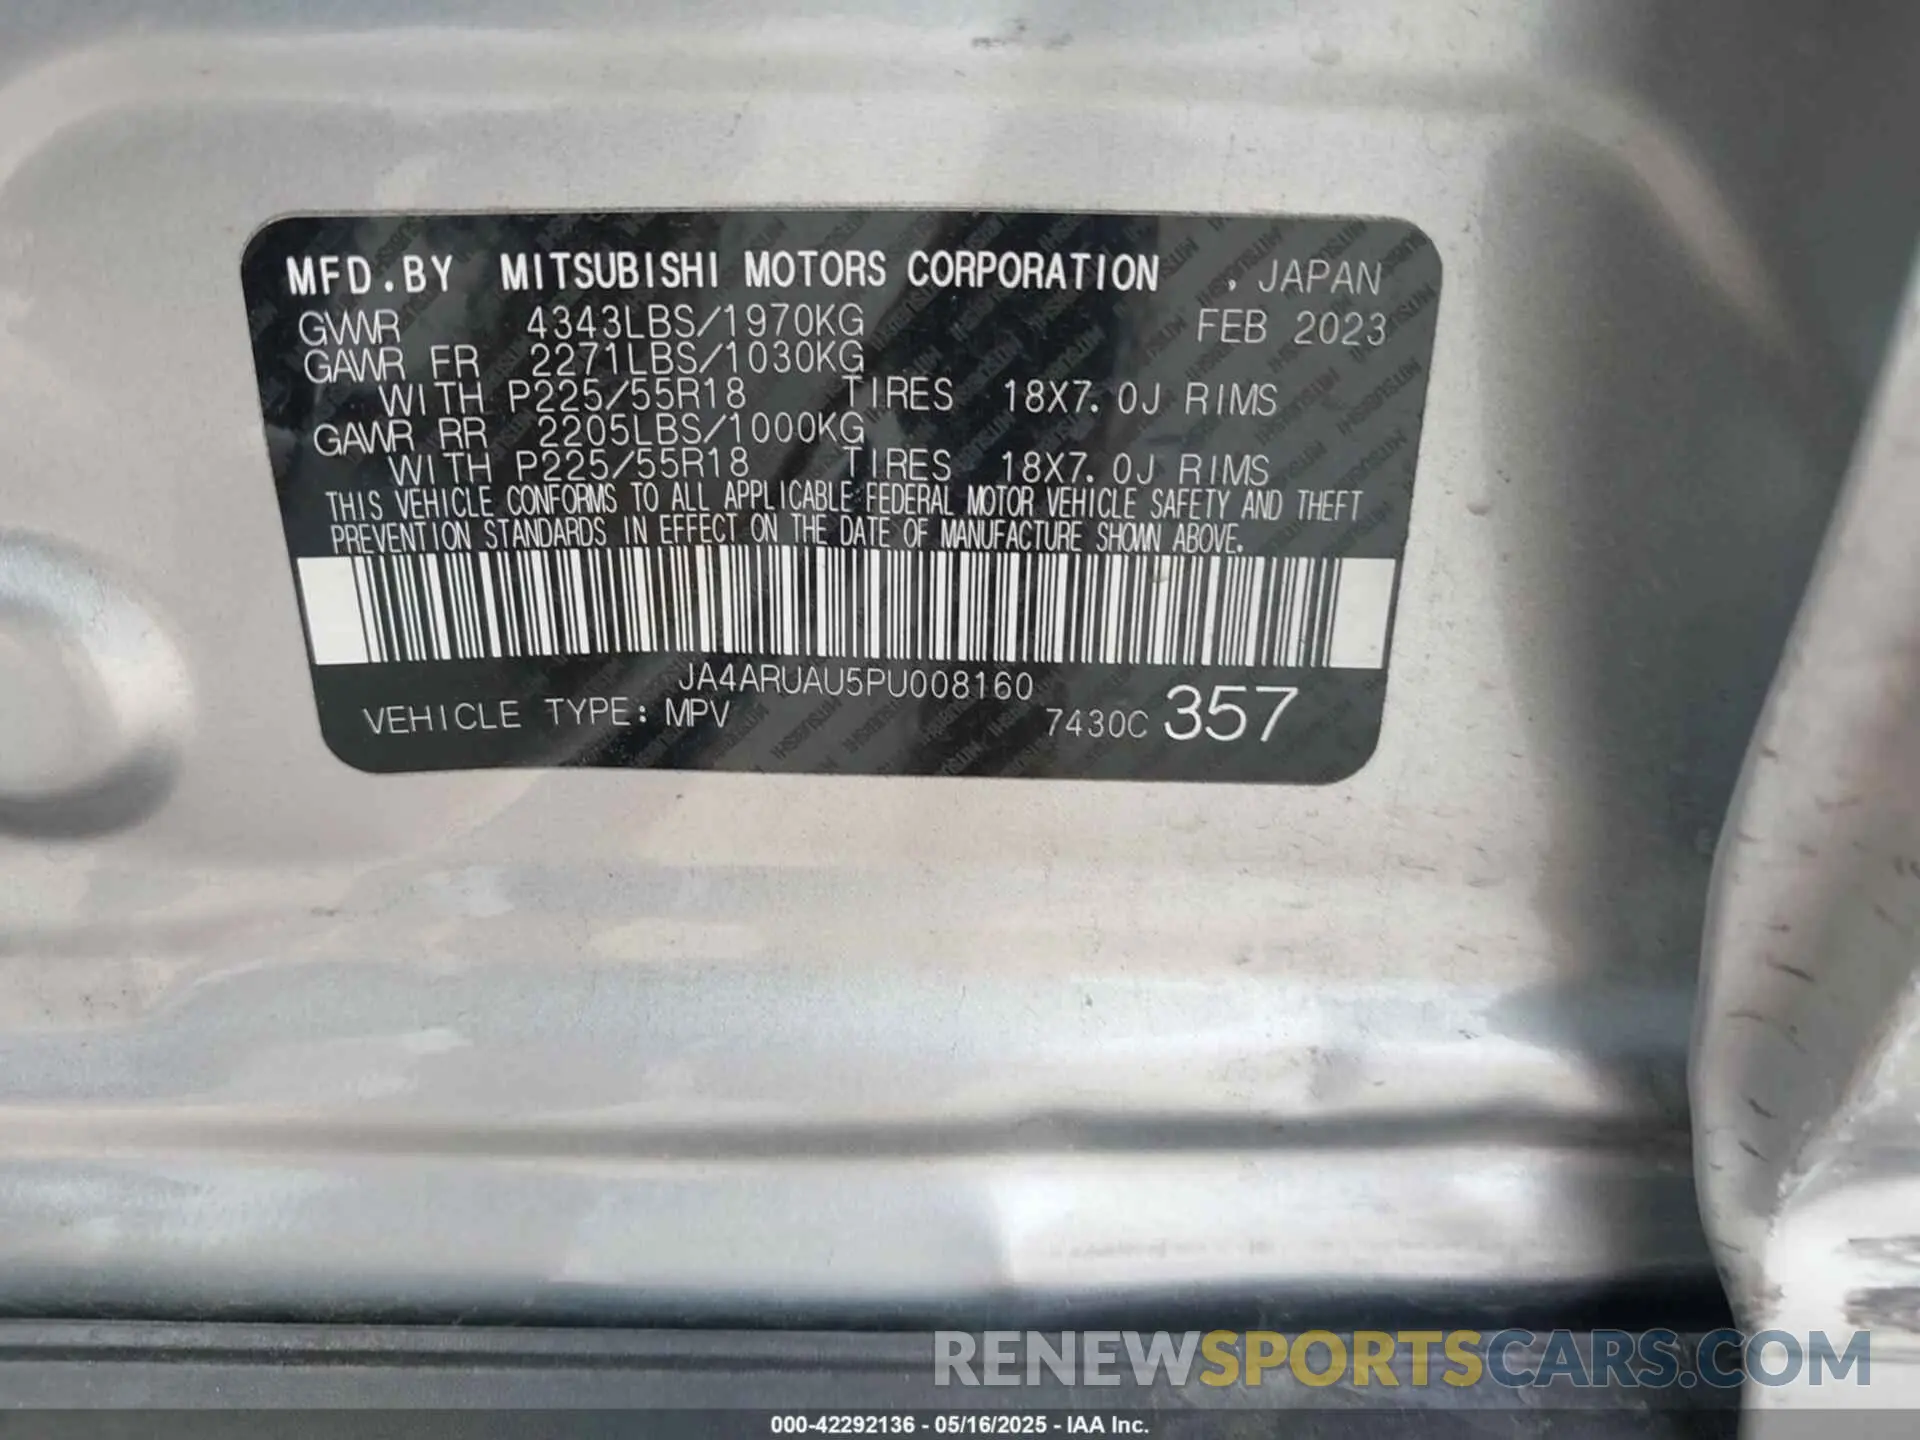 MFD.BY MITSUBISHI MOTORS CORPORATION , JAPAN
GVWR 4343LBS/1970KG FEB 2023
GAWR FR 2271LBS/1030KG
WITH P225/55R18 TIRES 18X7.0J RIMS
GAWR RR 2205LBS/1000KG
WITH P225/55R18 TIRES 18X7.0J RIMS
THIS VEHICLE CONFORMS TO ALL APPLICABLE FEDERAL MOTOR VEHICLE SAFETY AND THEFT
PREVENTION STANDARDS IN EFFECT ON THE DATE OF MANUFACTURE SHOWN ABOVE.
JA4ARUAU5PU008160
VEHICLE TYPE: MPV 7430C 357
RENEWSPORTSCARS.COM
000-42292136 - 05/16/2025 - IAA Inc.